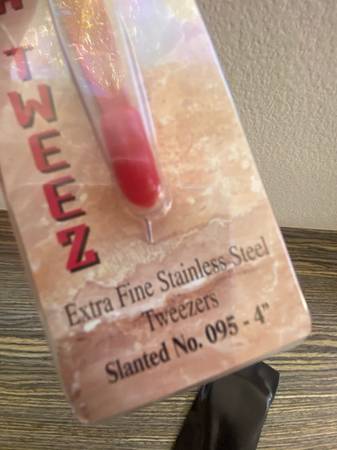 TWEEZ
Extra Fine Stainless Steel
Tweezers
Slanted No. 095 - 4"